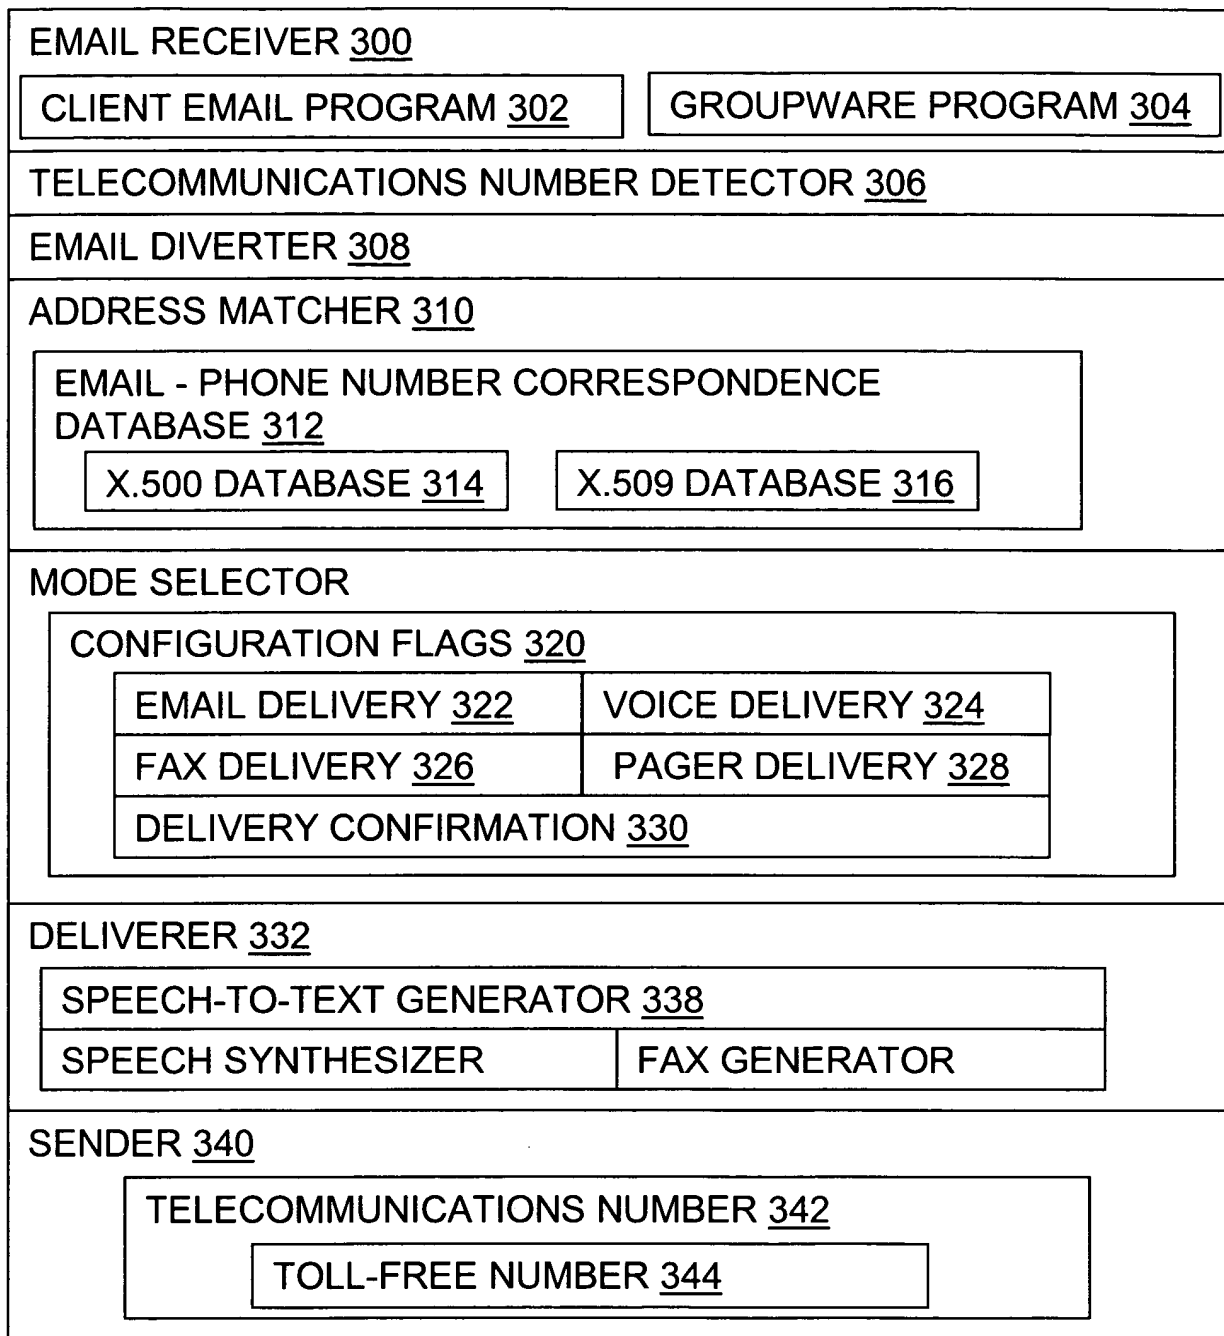 EMAIL RECEIVER 300
CLIENT EMAIL PROGRAM 302
GROUPWARE PROGRAM 304
TELECOMMUNICATIONS NUMBER DETECTOR 306
EMAIL DIVERTER 308
ADDRESS MATCHER 310
EMAIL - PHONE NUMBER CORRESPONDENCE
DATABASE 312
X.500 DATABASE 314
X.509 DATABASE 316
MODE SELECTOR
CONFIGURATION FLAGS 320
EMAIL DELIVERY 322
VOICE DELIVERY 324
FAX DELIVERY 326
PAGER DELIVERY 328
DELIVERY CONFIRMATION 330
DELIVERER 332
SPEECH-TO-TEXT GENERATOR 338
SPEECH SYNTHESIZER
FAX GENERATOR
SENDER 340
TELECOMMUNICATIONS NUMBER 342
TOLL-FREE NUMBER 344